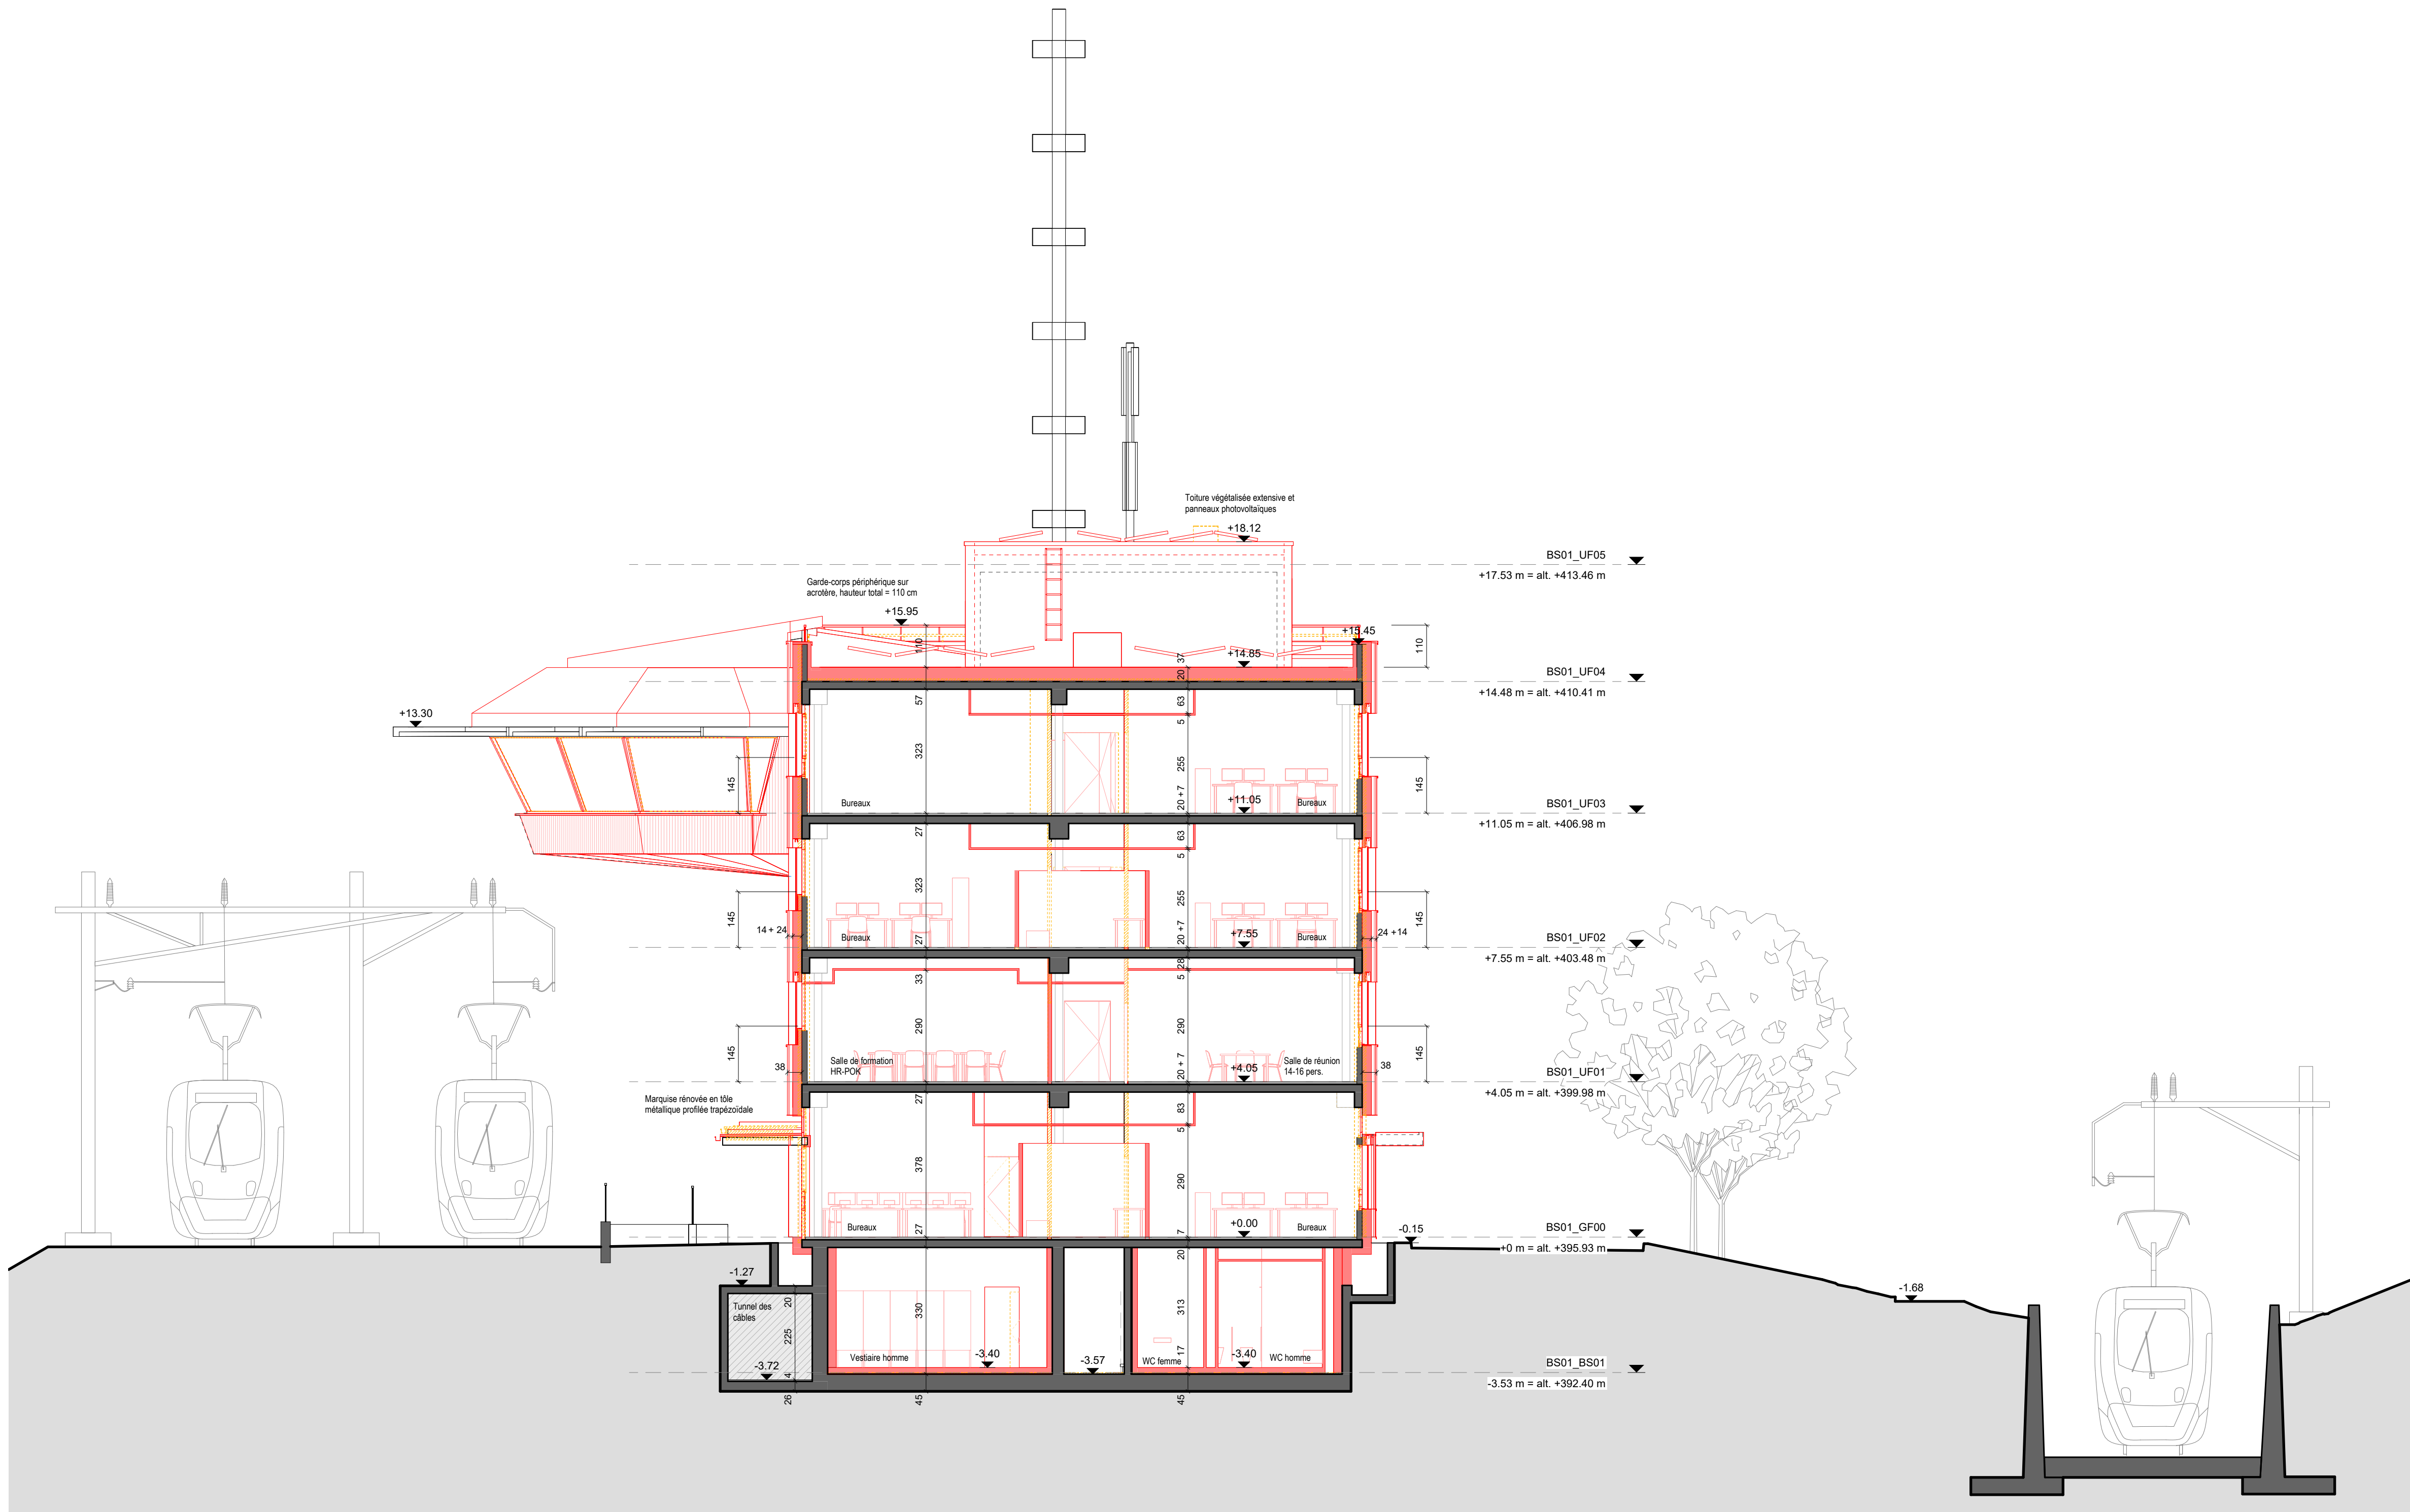 Toiture végétalisée extensive et
panneaux photovoltaïques
+18.12
BS01_UF05
+17.53 m = alt. +413.46 m
Garde-corps périphérique sur
acrotère, hauteur total = 110 cm
+15.95
+15.45
110
110
37
+14.85
20
BS01_UF04
+14.48 m = alt. +410.41 m
+13.30
57
63
5
323
255
145
145
20 +7
+11.05
Bureaux
Bureaux
BS01_UF03
+11.05 m = alt. +406.98 m
27
63
5
323
255
145
145
14 + 24
24 +14
27
20 +7
+7.55
Bureaux
Bureaux
BS01_UF02
+7.55 m = alt. +403.48 m
28
5
33
290
290
145
145
38
38
Salle de formation
HR-POK
20 + 7
+4.05
Salle de réunion
14-16 pers.
BS01_UF01
+4.05 m = alt. +399.98 m
Marquise rénovée en tôle
métallique profilée trapézoïdale
27
83
5
378
290
27
Bureaux
+0.00
Bureaux
-0.15
BS01_GF00
+0 m = alt. +395.93 m
7
20
-1.27
-1.68
Tunnel des
câbles
20
225
330
313
-3.72
4
26
Vestiaire homme
-3.40
-3.57
WC femme
17
-3.40
WC homme
BS01_BS01
-3.53 m = alt. +392.40 m
45
45